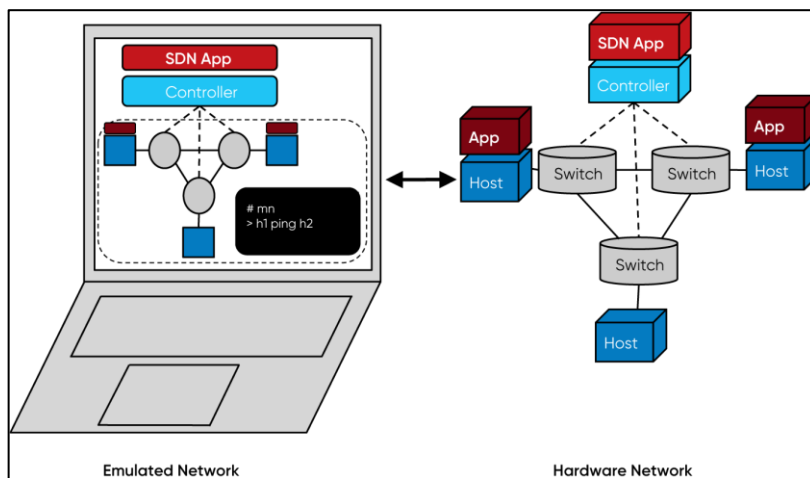 SDN App
Controller
# mn
> h1 ping h2
Emulated Network
SDN App
Controller
App
Host
App
Host
Switch
Switch
Switch
Host
Hardware Network